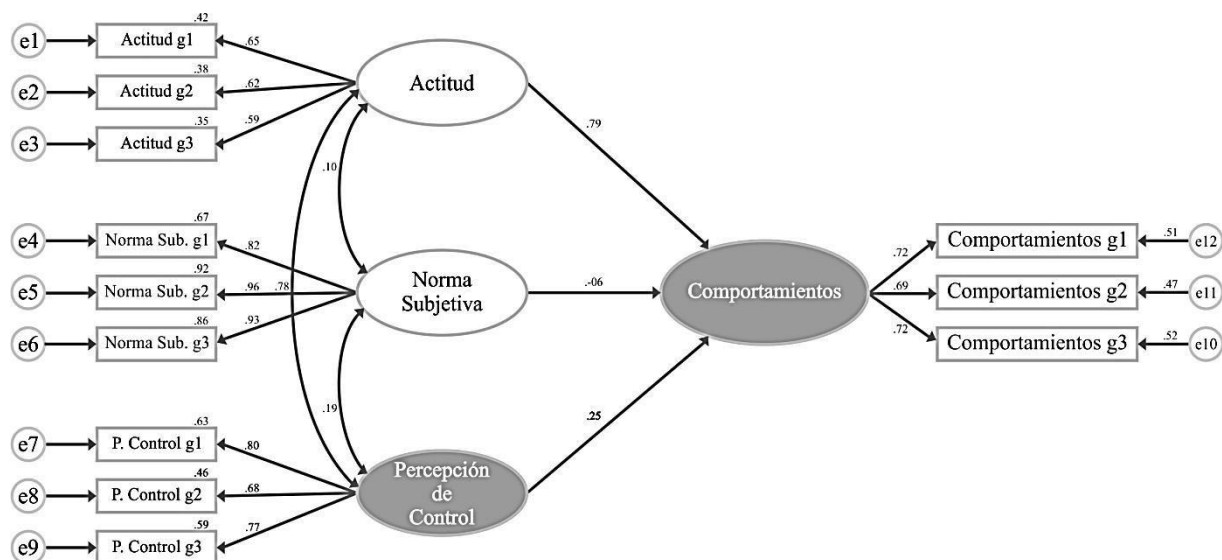 .42
e1
Actitud g1
.65
.38
e2
Actitud g2
.62
.35
e3
Actitud g3
.59
Actitud
.79
.10
.67
e4
Norma Sub. g1
.82
.92
e5
Norma Sub. g2
.96
.78
.86
e6
Norma Sub. g3
.93
Norma
Subjetiva
.-06
Comportamientos
.72
Comportamientos g1
.51
e12
.69
Comportamientos g2
.47
e11
.72
Comportamientos g3
.52
e10
.19
.25
.63
e7
P. Control g1
.80
.46
e8
P. Control g2
.68
.59
e9
P. Control g3
.77
Percepción
de
Control